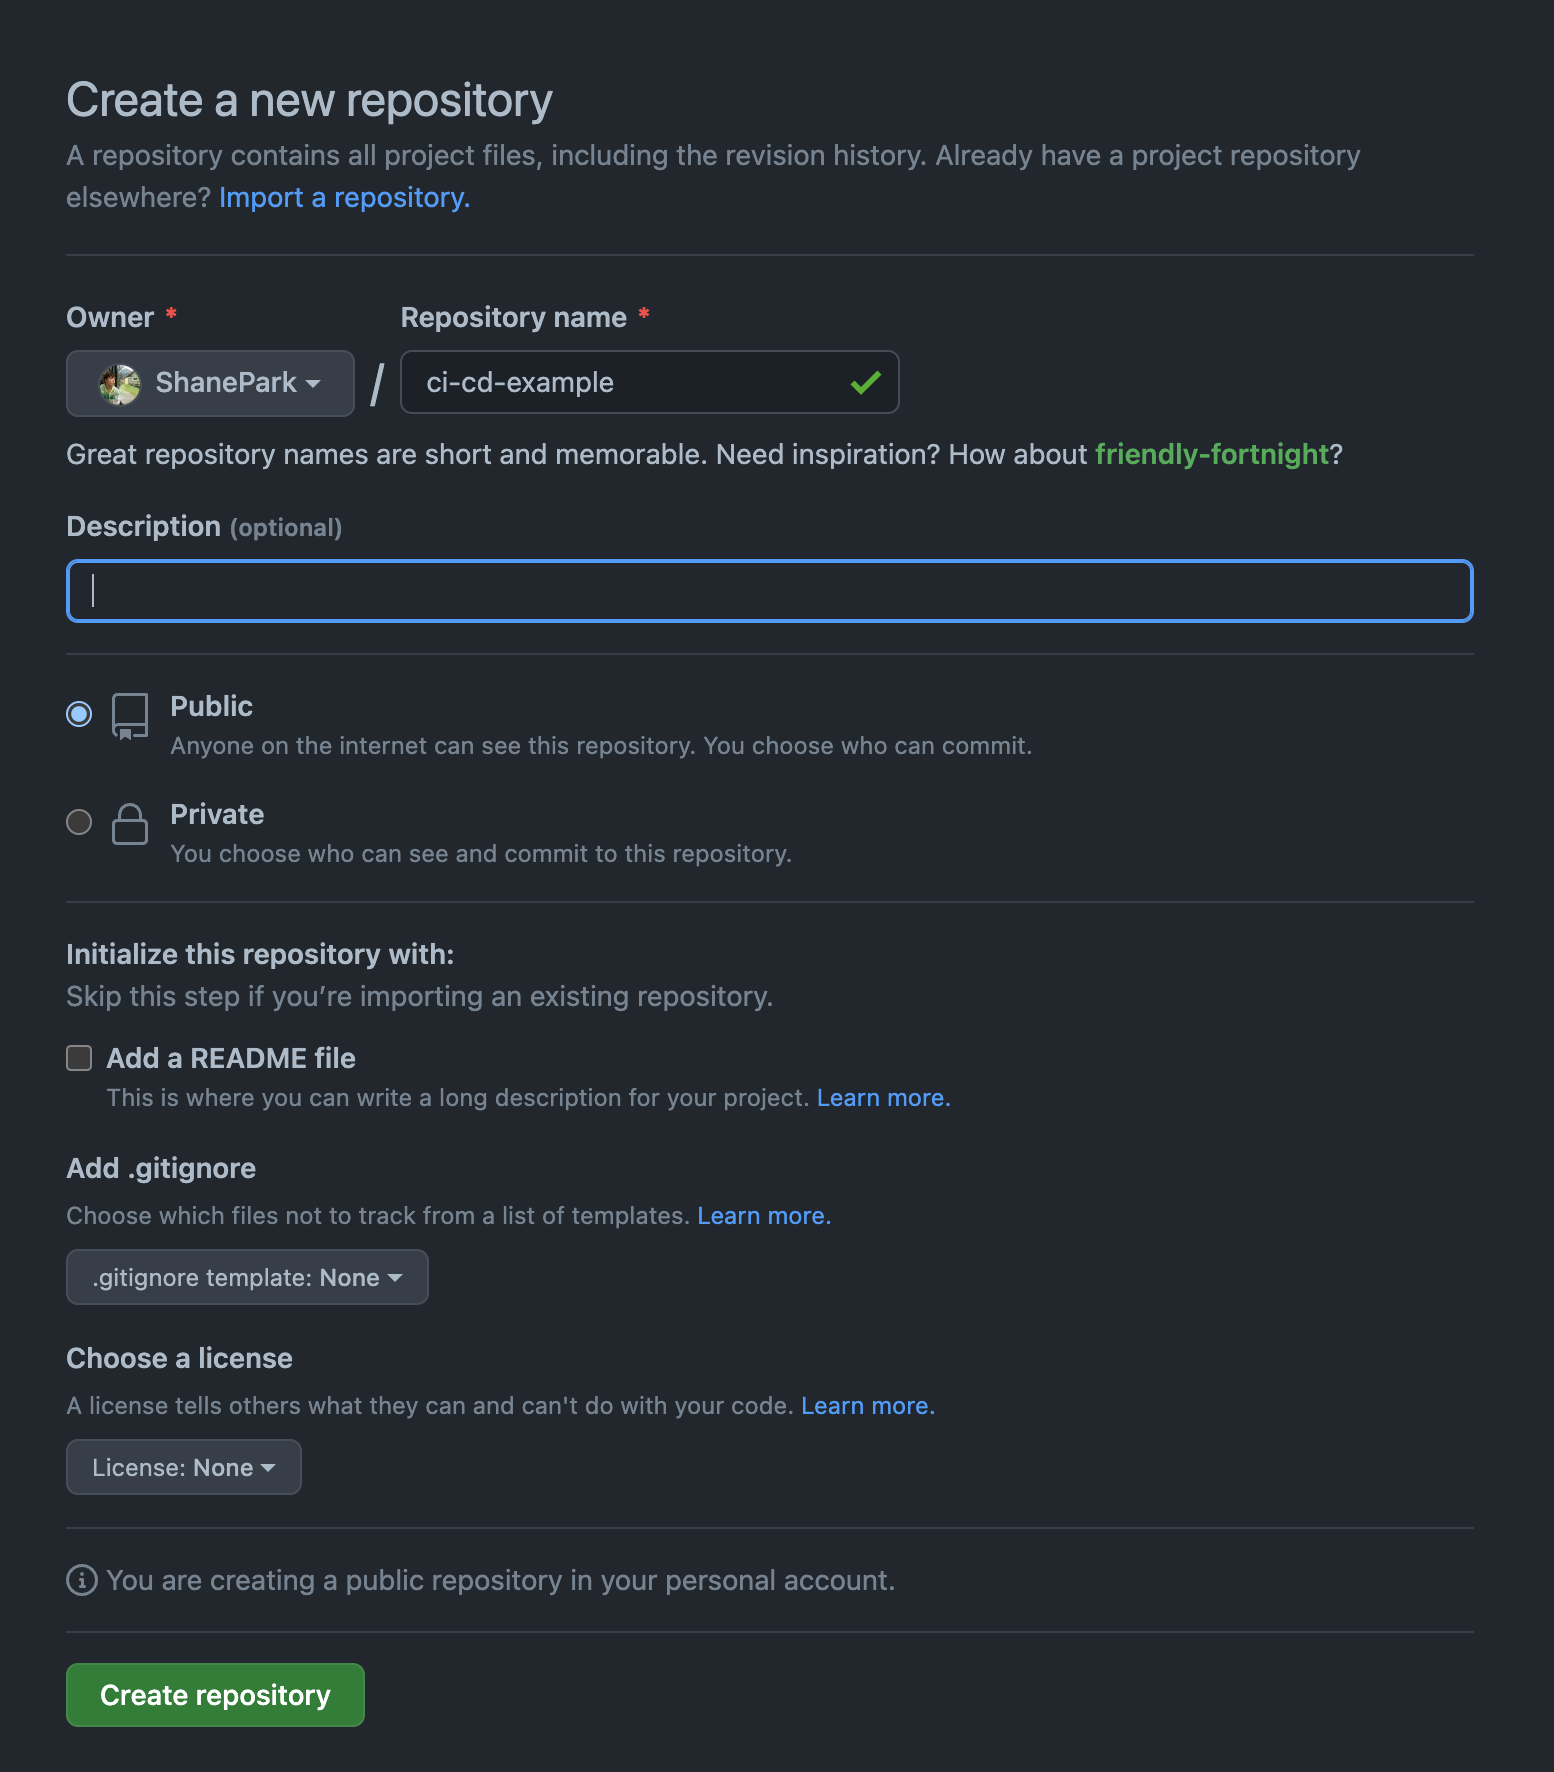 Create a new repository
A repository contains all project files, including the revision history. Already have a project repository
elsewhere? Import a repository.
Owner *
Repository name *
ShanePark
/
ci-cd-example
Great repository names are short and memorable. Need inspiration? How about friendly-fortnight?
Description (optional)
Public
Anyone on the internet can see this repository. You choose who can commit.
Private
You choose who can see and commit to this repository.
Initialize this repository with:
Skip this step if you’re importing an existing repository.
Add a README file
This is where you can write a long description for your project. Learn more.
Add .gitignore
Choose which files not to track from a list of templates. Learn more.
.gitignore template: None
Choose a license
A license tells others what they can and can't do with your code. Learn more.
License: None
You are creating a public repository in your personal account.
Create repository